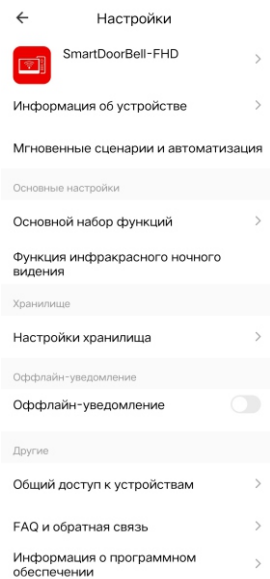 Настройки
SmartDoorBell-FHD
Информация об устройстве
Мгновенные сценарии и автоматизация
Основные настройки
Основной набор функций
Функция инфракрасного ночного
видения
Хранилище
Настройки хранилища
Оффлайн-уведомление
Оффлайн-уведомление
Другие
Общий доступ к устройствам
FAQ и обратная связь
Информация о программном
обеспечении